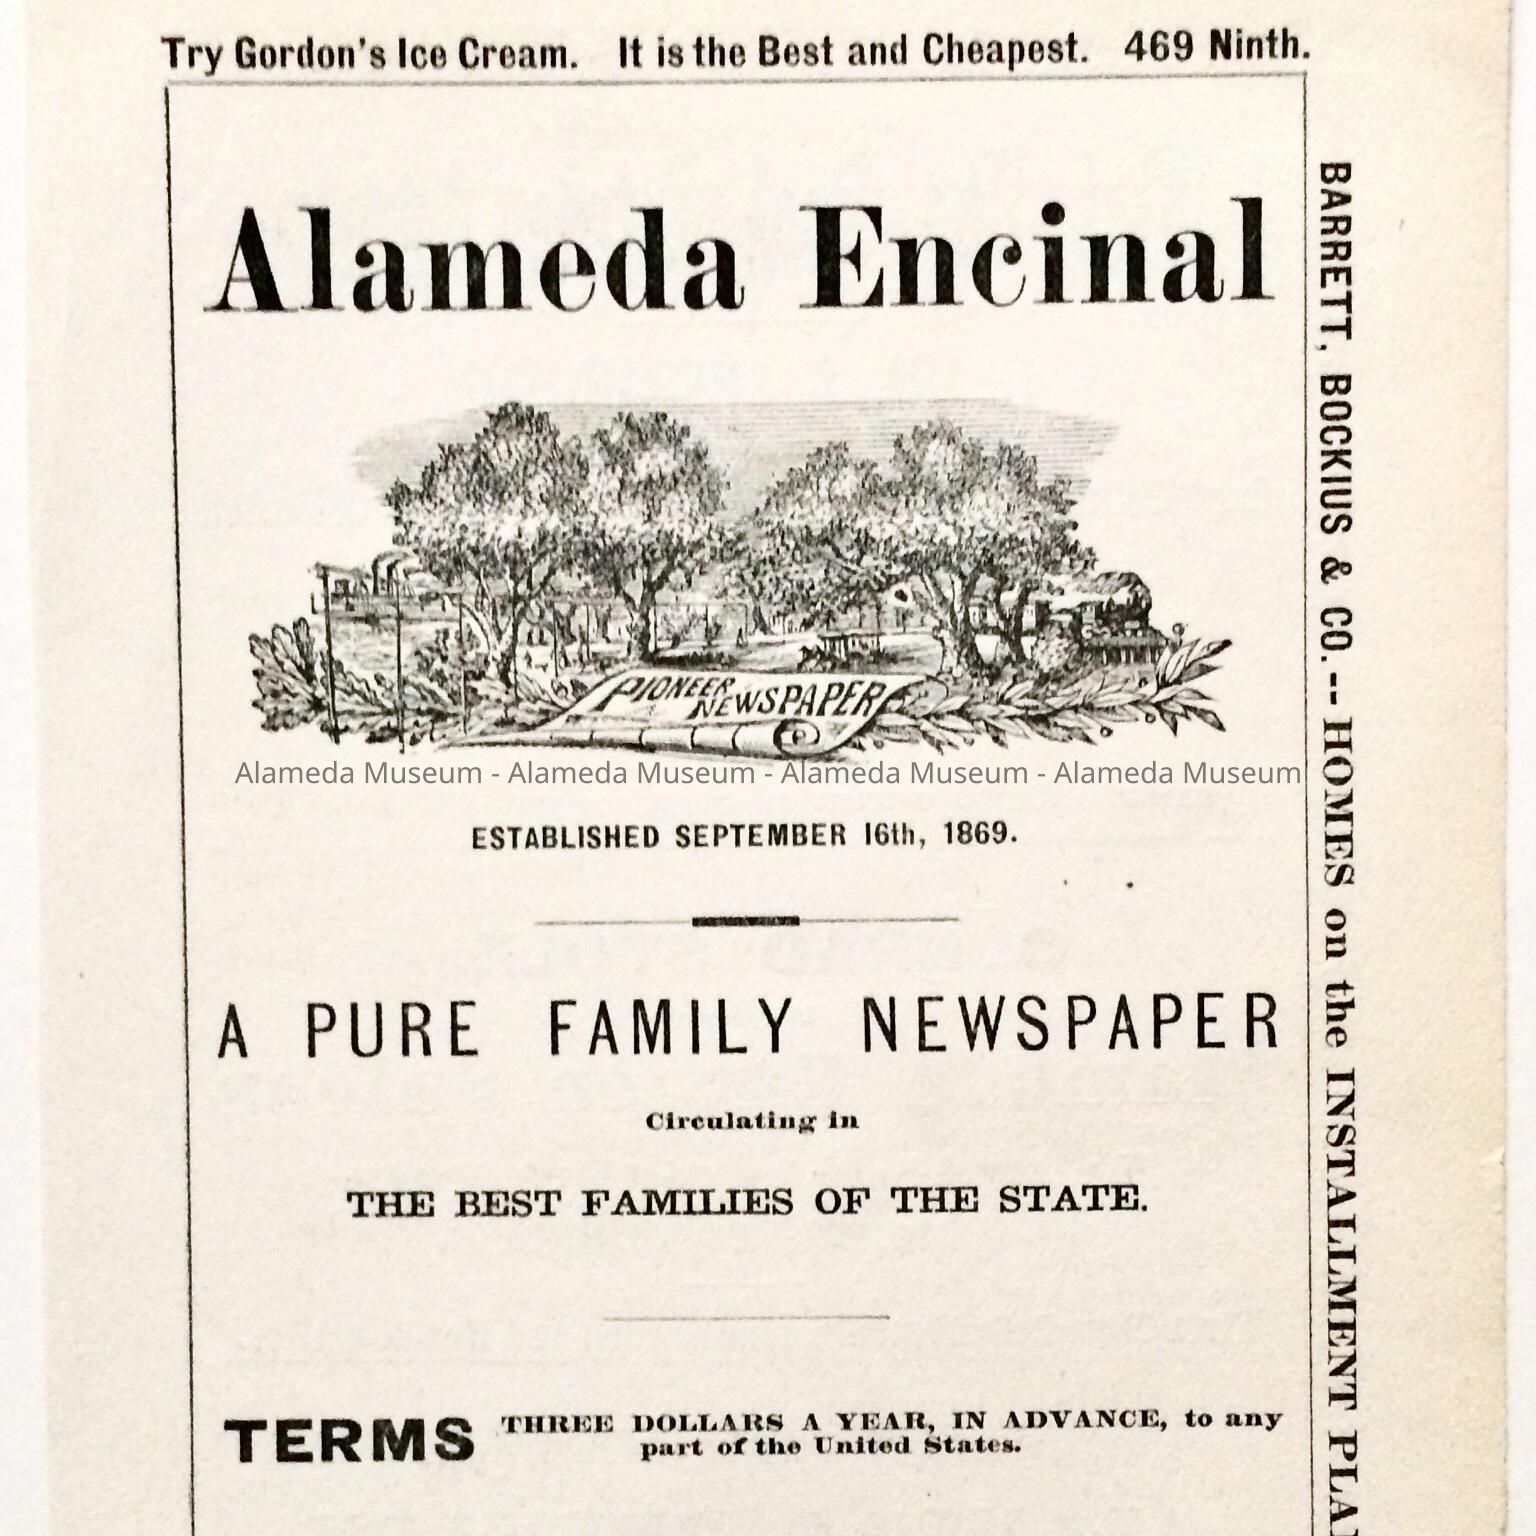 Try Gordon's Ice Cream. It is the Best and Cheapest. 469 Ninth.
Alameda Encinal
PIONEER
NEWSPAPER
Alameda Museum - Alameda Museum - Alameda Museum - Alameda Museum
ESTABLISHED SEPTEMBER 16th, 1869.
A PURE FAMILY NEWSPAPER
Circulating in
THE BEST FAMILIES OF THE STATE.
TERMS THREE DOLLARS A YEAR, IN ADVANCE, to any
part of the United States.
BARRETT, BOCKIUS & CO.--HOMES on the INSTALLMENT PLA